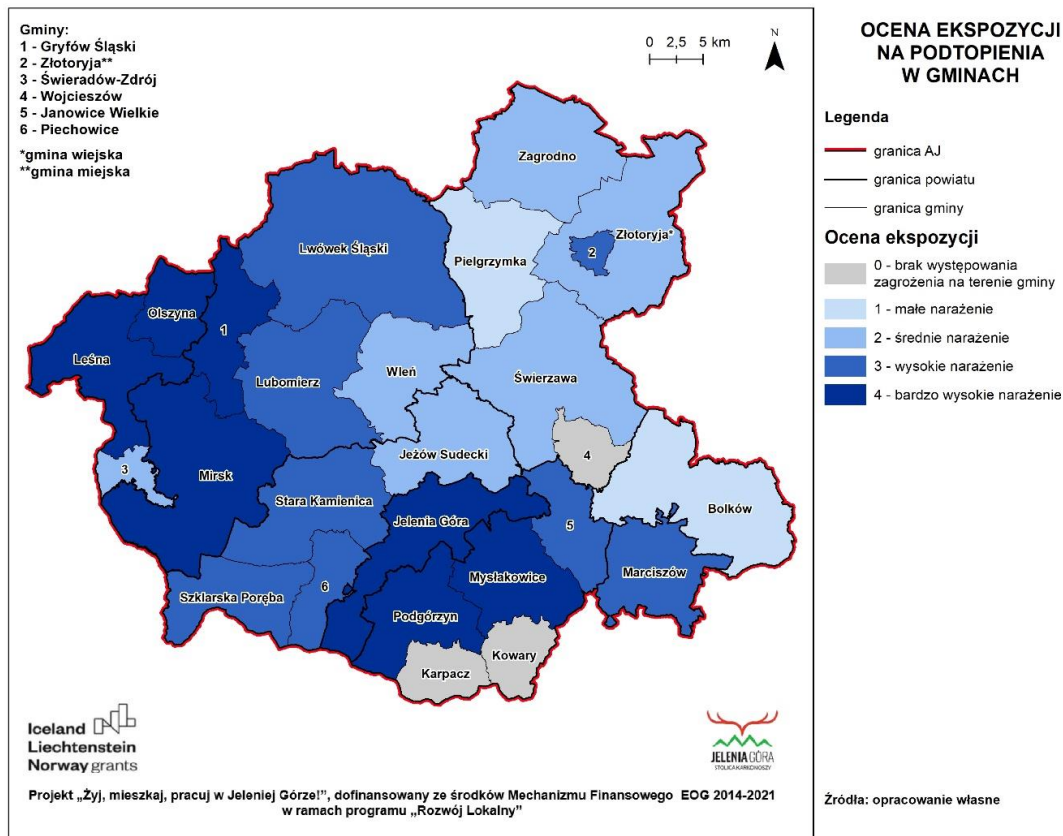 Gminy:
1 - Gryfów Śląski
2 - Złotoryja**
3 - Świeradów-Zdrój
4 - Wojcieszów
5 - Janowice Wielkie
6 - Piechowice
*gmina wiejska
**gmina miejska
0 2,5 5 km
N
Zagrodno
Złotoryja*
2
Pielgrzymka
Lwówek Śląski
Olszyna
1
Leśna
Lubomierz
Wleń
Świerzawa
3
Mirsk
Jeżów Sudecki
4
Stara Kamienica
Jelenia Góra
5
Bolków
Mysłakowice
Marciszów
6
Szklarska Poręba
Podgórzyn
Kowary
Karpacz
Iceland
Liechtenstein
Norway grants
JELENIA GÓRA
STOLICA KARKONOSZY
Projekt „Żyj, mieszkaj, pracuj w Jeleniej Górze!”, dofinansowany ze środków Mechanizmu Finansowego EOG 2014-2021
w ramach programu „Rozwój Lokalny”
OCENA EKSPOZYCJI
NA PODTOPIENIA
W GMINACH
Legenda
granica AJ
granica powiatu
granica gminy
Ocena ekspozycji
0 - brak występowania
zagrożenia na terenie gminy
1 - małe narażenie
2 - średnie narażenie
3 - wysokie narażenie
4 - bardzo wysokie narażenie
Źródła: opracowanie własne